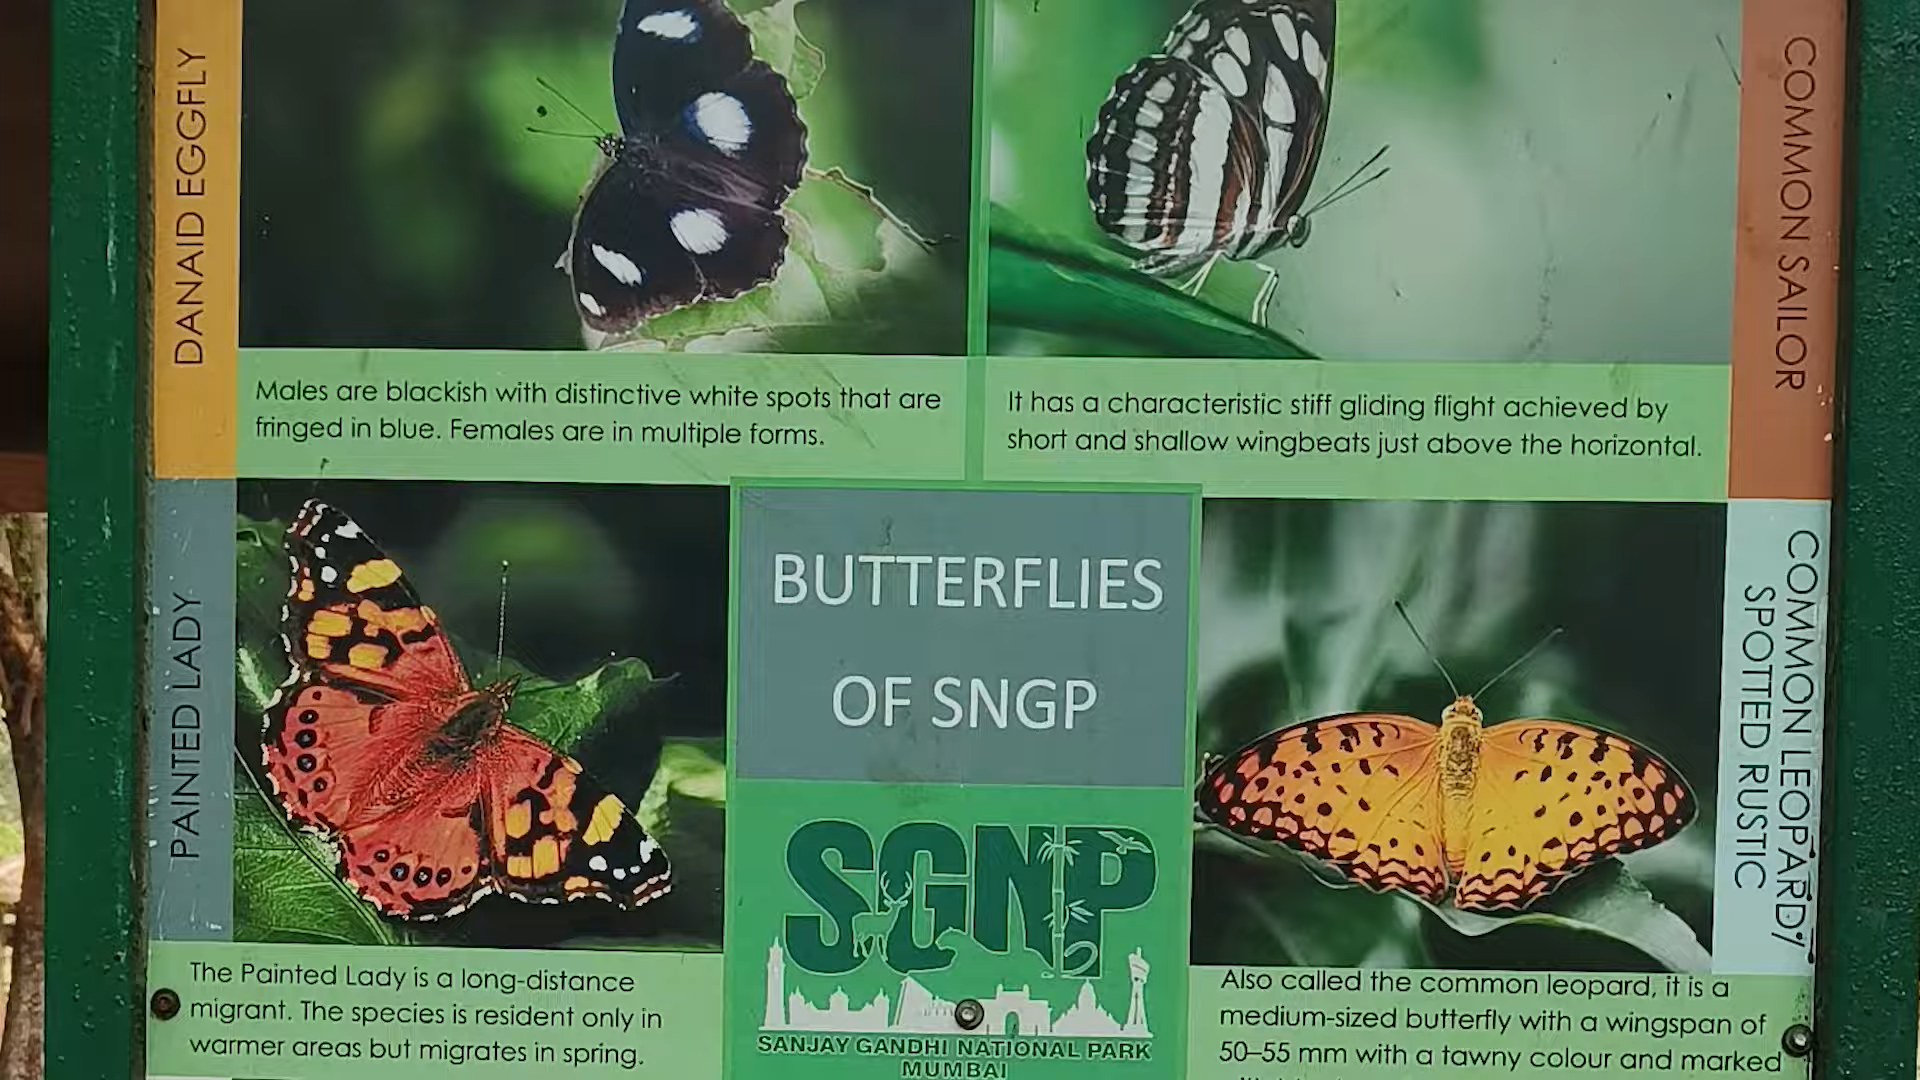 DANAID EGGFLY
Males are blackish with distinctive white spots that are
fringed in blue. Females are in multiple forms.
COMMON SAILOR
It has a characteristic stiff gliding flight achieved by
short and shallow wingbeats just above the horizontal.
PAINTED LADY
The Painted Lady is a long-distance
migrant. The species is resident only in
warmer areas but migrates in spring.
BUTTERFLIES
OF SNGP
SGNP
SANJAY GANDHI NATIONAL PARK
MUMBAI
COMMON LEOPARD/
SPOTTED RUSTIC
Also called the common leopard, it is a
medium-sized butterfly with a wingspan of
50–55 mm with a tawny colour and marked